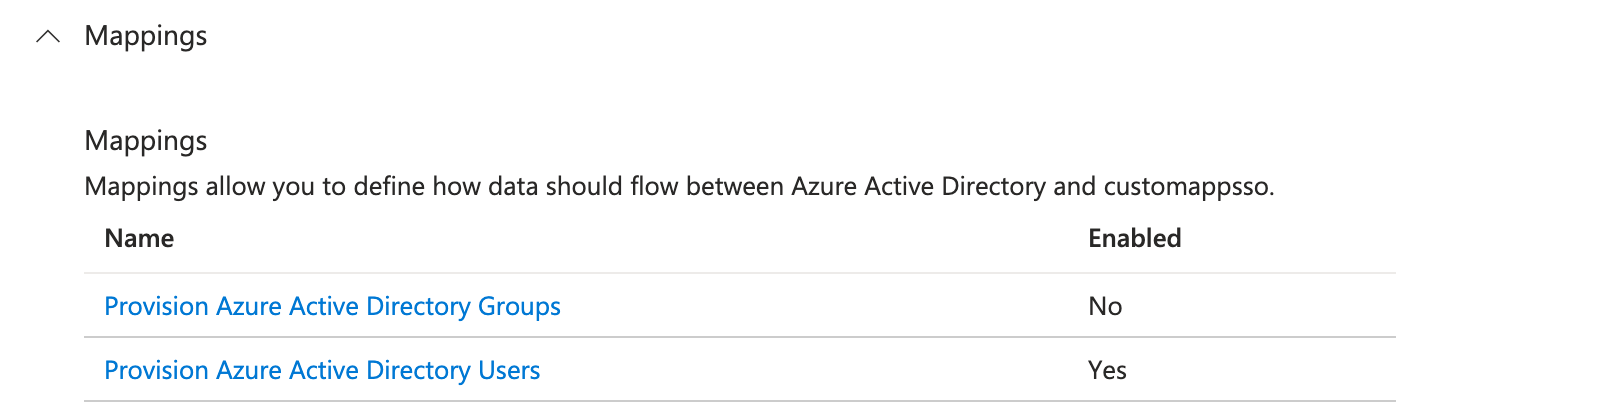 Mappings
Mappings
Mappings allow you to define how data should flow between Azure Active Directory and customappsso.
Name Enabled
Provision Azure Active Directory Groups No
Provision Azure Active Directory Users Yes